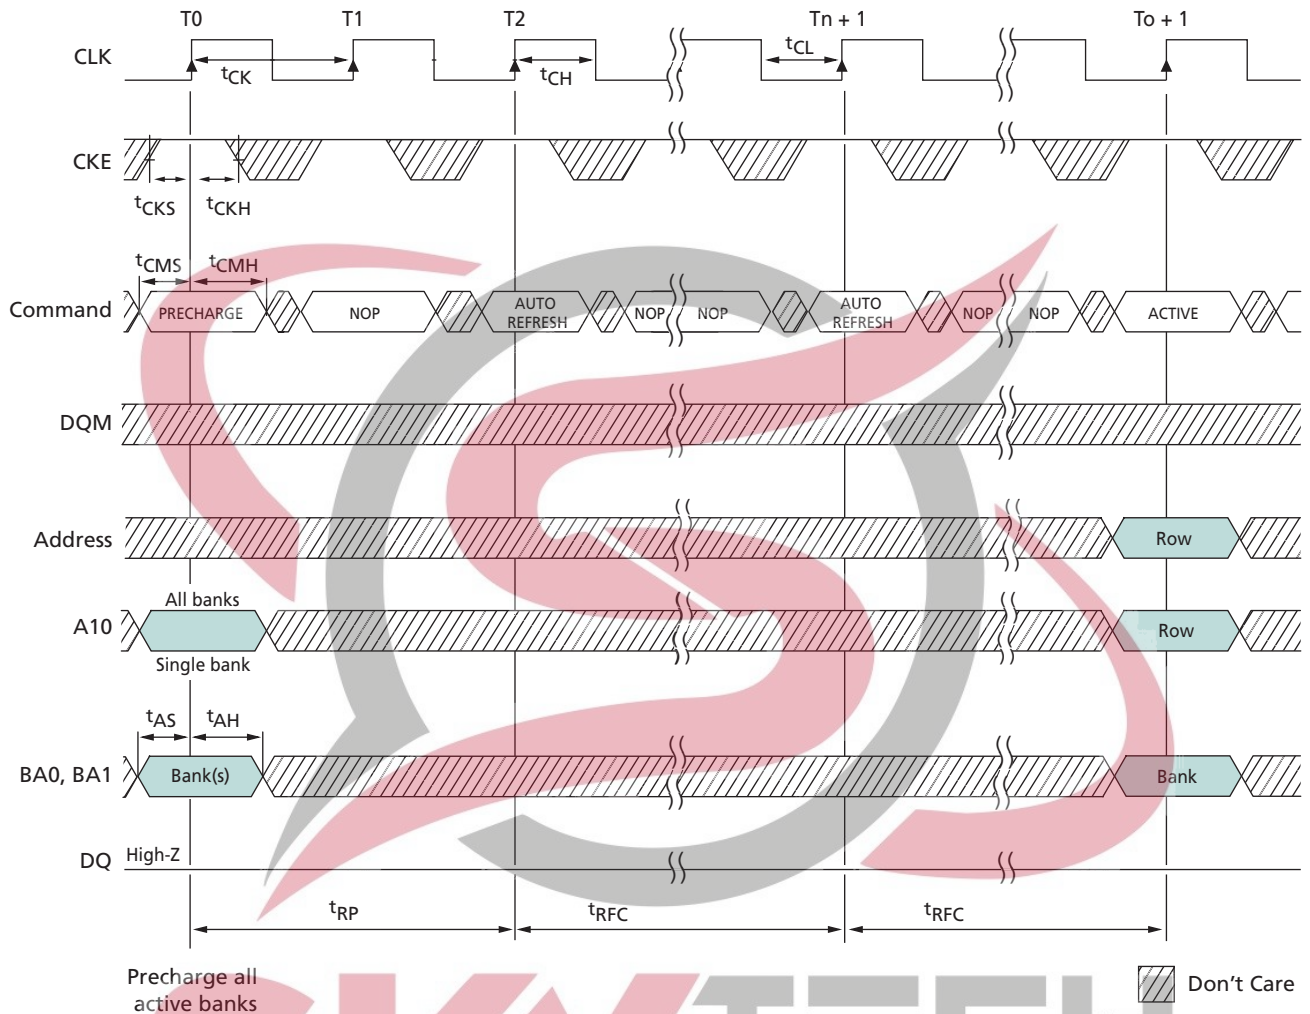 T0 T1 T2 Tn + 1 To + 1
CLK
tCK tCH tCL
CKE
tCKS tCKH
tCMS tCMH
Command PRECHARGE NOP AUTO REFRESH NOP NOP AUTO REFRESH NOP NOP ACTIVE
DQM
Address Row
All banks
A10 Row
Single bank
tAS tAH
BA0, BA1 Bank(s) Bank
DQ High-Z
tRP tRFC tRFC
Precharge all
active banks
Don't Care